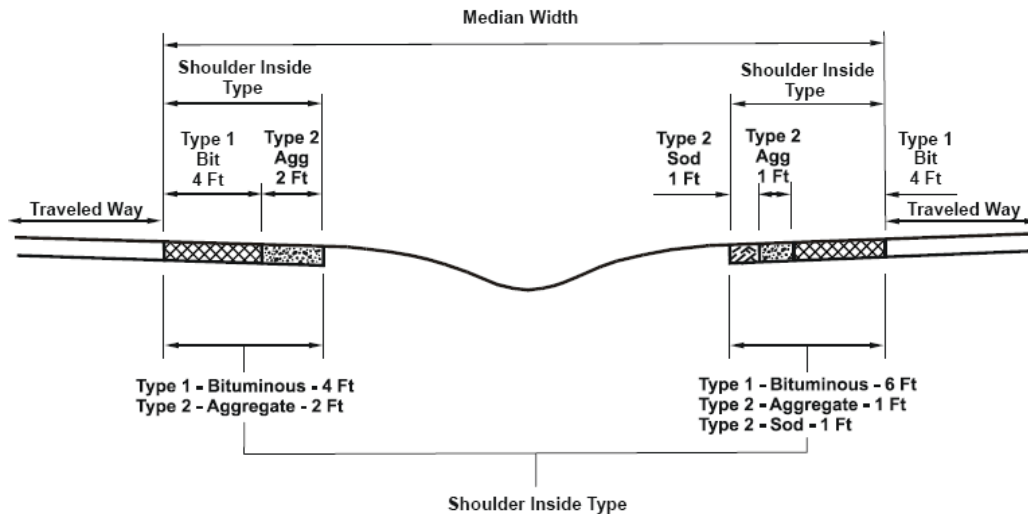 Median Width
Shoulder Inside
Type
Shoulder Inside
Type
Type 1
Bit
4 Ft
Type 2
Agg
2 Ft
Type 2
Sod
1 Ft
Type 2
Agg
1 Ft
Type 1
Bit
4 Ft
Traveled Way
Traveled Way
Type 1 - Bituminous - 4 Ft
Type 2 - Aggregate - 2 Ft
Type 1 - Bituminous - 6 Ft
Type 2 - Aggregate - 1 Ft
Type 2 - Sod - 1 Ft
Shoulder Inside Type